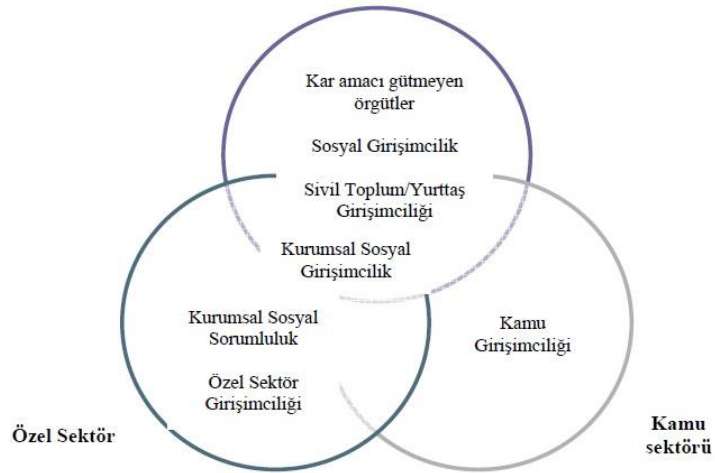 Kar amacı gütmeyen
örgütler
Sosyal Girişimcilik
Sivil Toplum/Yurttaş
Girişimciliği
Kurumsal Sosyal
Girişimcilik
Kurumsal Sosyal
Sorumluluk
Kamu
Girişimciliği
Özel Sektör
Girişimciliği
Özel Sektör
Kamu
sektörü